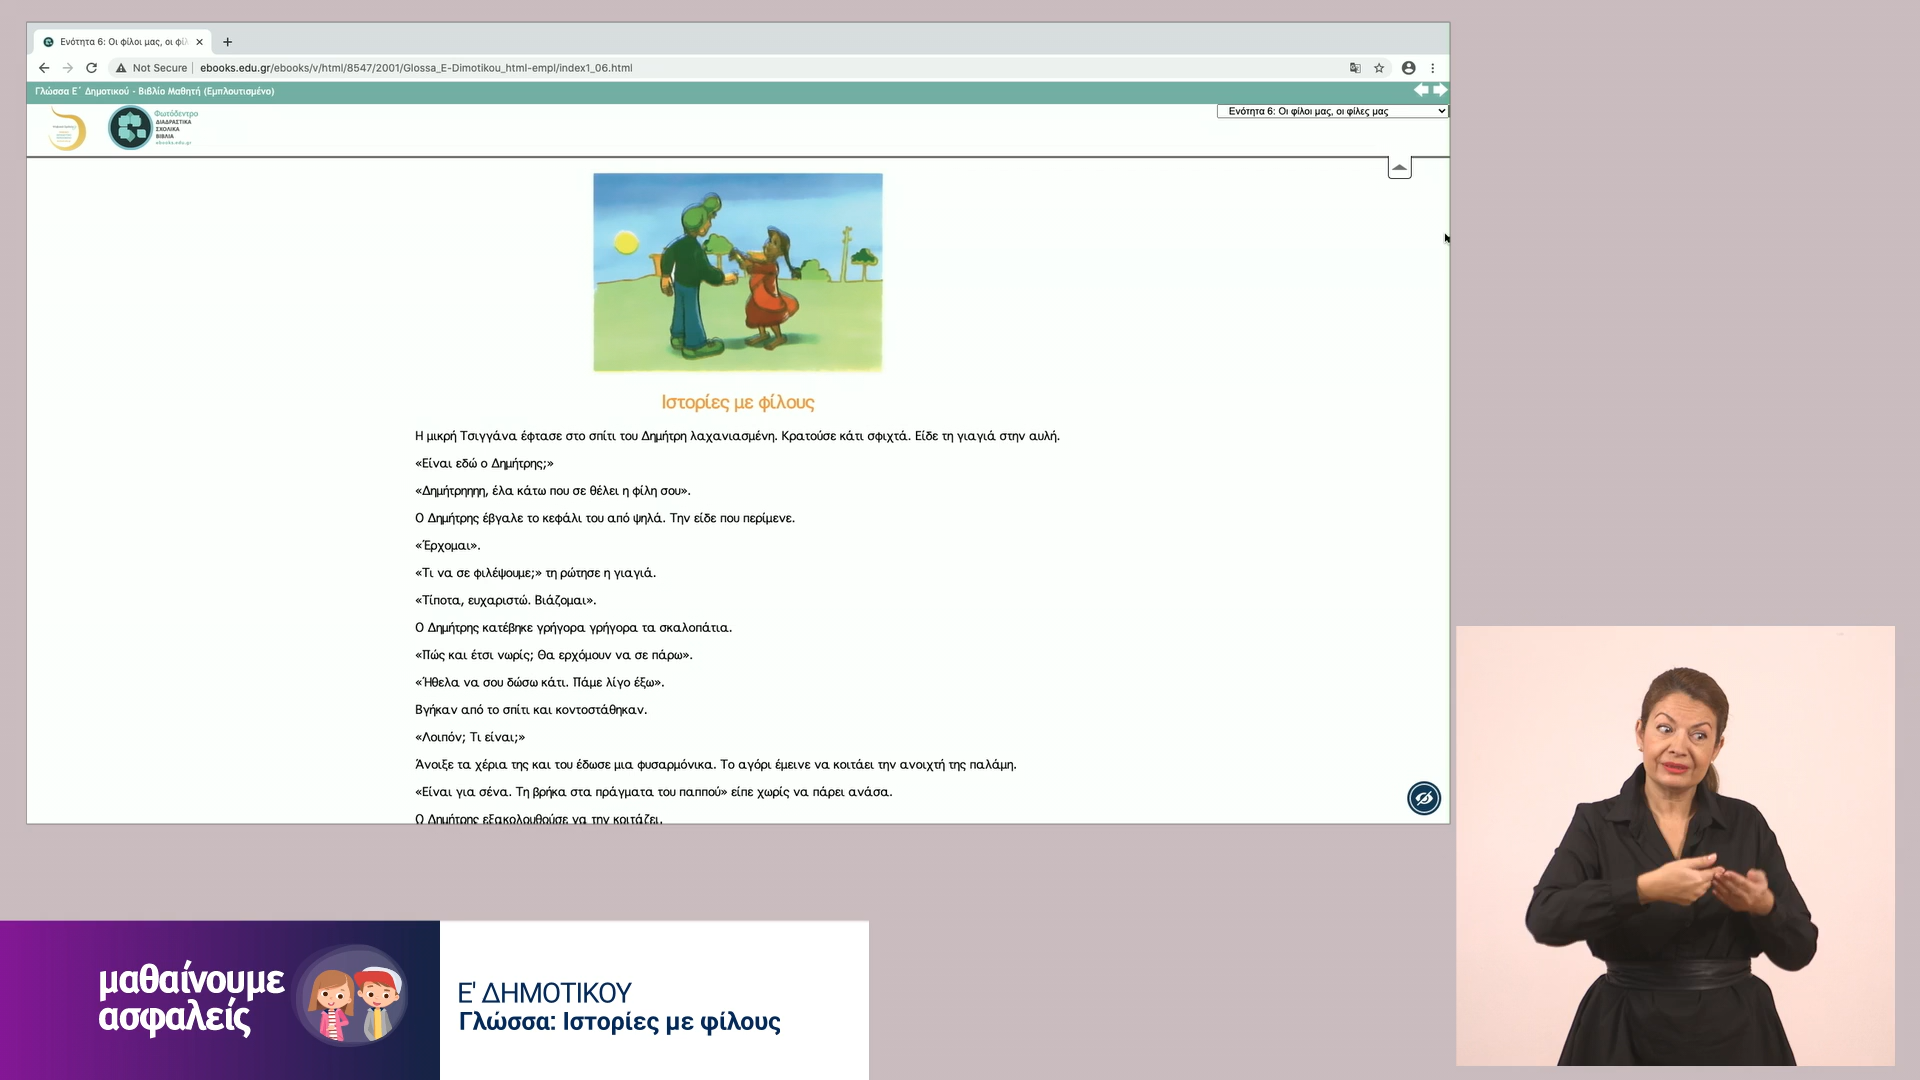 Ενότητα 6: Οι φίλοι μας, οι φίλ
Not Secure
ebooks.edu.gr/ebooks/v/html/8547/2001/Glossa_E-Dimotikou_html-empl/index1_06.html
Γλώσσα Ε΄ Δημοτικού - Βιβλίο Μαθητή (Εμπλουτισμένο)
Φωτόδεντρο
ΔΙΑΔΡΑΣΤΙΚΑ
ΣΧΟΛΙΚΑ
ΒΙΒΛΙΑ
ebooks.edu.gr
Ενότητα 6: Οι φίλοι μας, οι φίλες μας
Ιστορίες με φίλους
Η μικρή Τσιγγάνα έφτασε στο σπίτι του Δημήτρη λαχανιασμένη. Κρατούσε κάτι σφιχτά. Είδε τη γιαγιά στην αυλή.
«Είναι εδώ ο Δημήτρης;»
«Δημήτρηηηη, έλα κάτω που σε θέλει η φίλη σου».
Ο Δημήτρης έβγαλε το κεφάλι του από ψηλά. Την είδε που περίμενε.
«Έρχομαι».
«Τι να σε φιλέψουμε;» τη ρώτησε η γιαγιά.
«Τίποτα, ευχαριστώ. Βιάζομαι».
Ο Δημήτρης κατέβηκε γρήγορα γρήγορα τα σκαλοπάτια.
«Πώς και έτσι νωρίς; Θα ερχόμουν να σε πάρω».
«Ήθελα να σου δώσω κάτι. Πάμε λίγο έξω».
Βγήκαν από το σπίτι και κοντοστάθηκαν.
«Λοιπόν; Τι είναι;»
Άνοιξε τα χέρια της και του έδωσε μια φυσαρμόνικα. Το αγόρι έμεινε να κοιτάει την ανοιχτή της παλάμη.
«Είναι για σένα. Τη βρήκα στα πράγματα του παππού» είπε χωρίς να πάρει ανάσα.
Ο Δημήτρης εξακολουθούσε να την κοιτάζει.
μαθαίνουμε
ασφαλείς
Ε' ΔΗΜΟΤΙΚΟΥ
Γλώσσα: Ιστορίες με φίλους